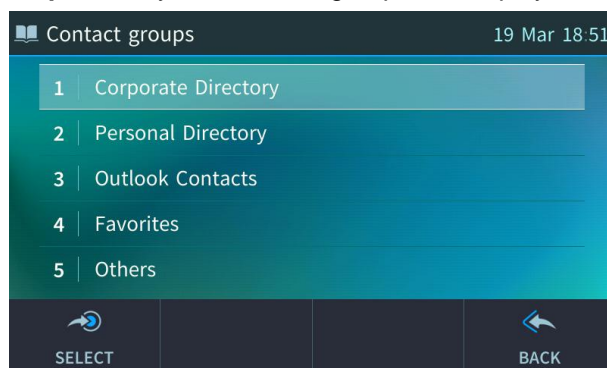 Contact groups 19 Mar 18:51
1 Corporate Directory
2 Personal Directory
3 Outlook Contacts
4 Favorites
5 Others
SELECT BACK